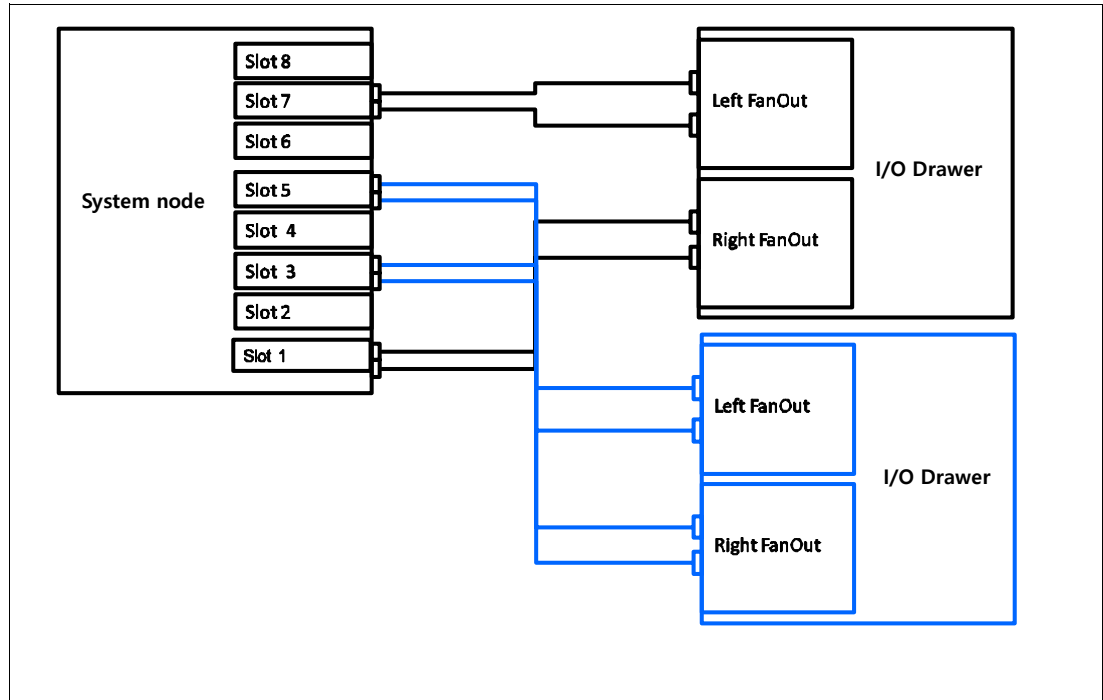 System node
Slot 8
Slot 7
Slot 6
Slot 5
Slot 4
Slot 3
Slot 2
Slot 1
Left FanOut
Right FanOut
I/O Drawer
Left FanOut
Right FanOut
I/O Drawer